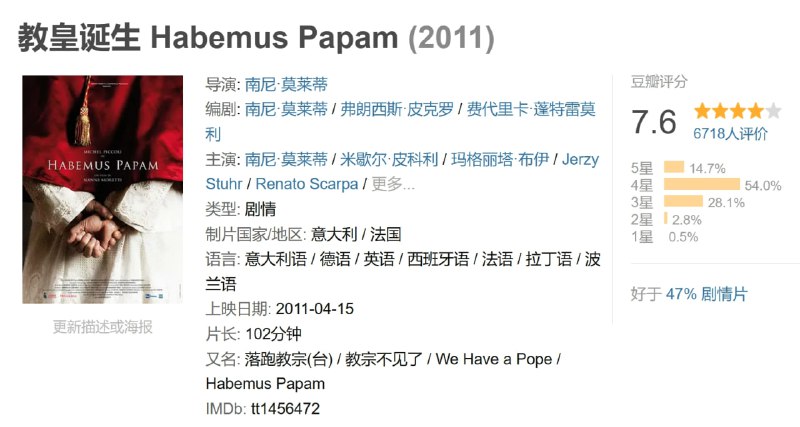 教皇诞生 Habemus Papam (2011)
MICHEL PICCOLI
HABEMUS PAPAM
NANNI MORETTI
更新描述或海报
导演: 南尼·莫莱蒂
编剧: 南尼·莫莱蒂 / 弗朗西斯·皮克罗 / 费代里卡·蓬特雷莫
利
主演: 南尼·莫莱蒂 / 米歇尔·皮科利 / 玛格丽塔·布伊 / Jerzy
Stuhr / Renato Scarpa / 更多...
类型: 剧情
制片国家/地区: 意大利 / 法国
语言: 意大利语 / 德语 / 英语 / 西班牙语 / 法语 / 拉丁语 / 波
兰语
上映日期: 2011-04-15
片长: 102分钟
又名: 落跑教宗(台) / 教宗不见了 / We Have a Pope /
Habemus Papam
IMDb: tt1456472
豆瓣评分
7.6
6718人评价
5星 14.7%
4星 54.0%
3星 28.1%
2星 2.8%
1星 0.5%
好于 47% 剧情片